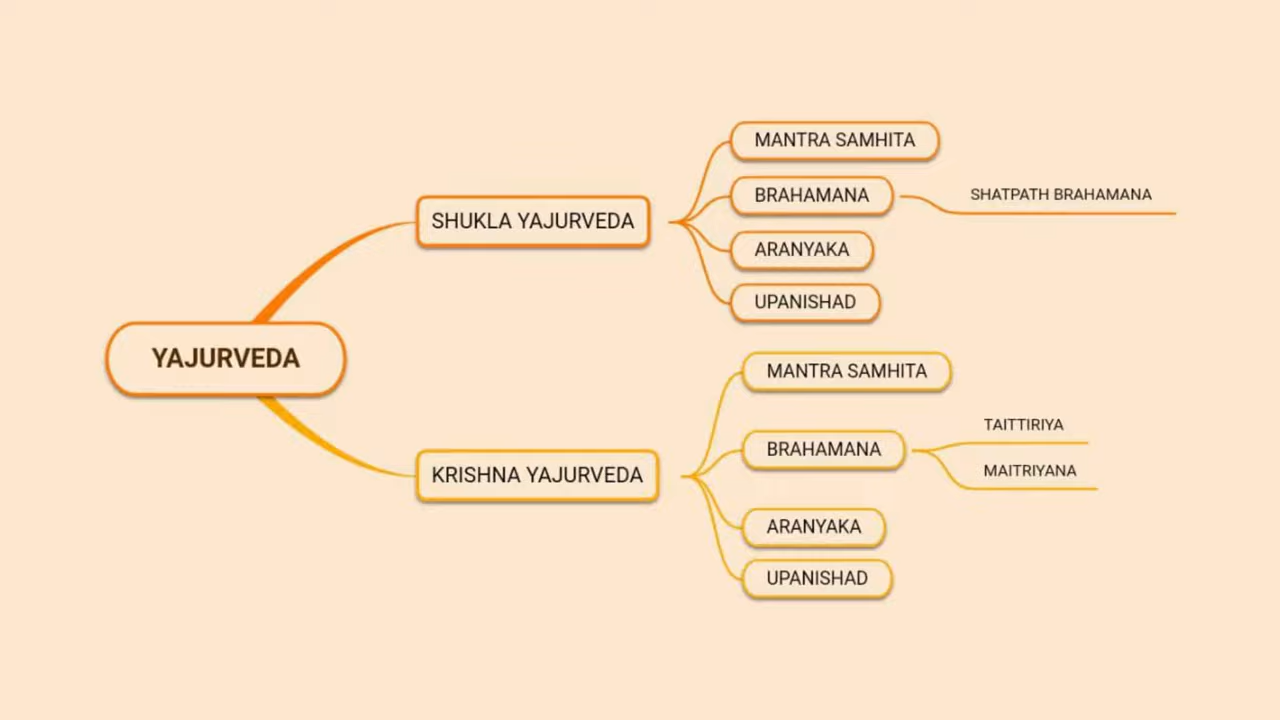 YAJURVEDA
SHUKLA YAJURVEDA
MANTRA SAMHITA
BRAHAMANA
SHATPATH BRAHAMANA
ARANYAKA
UPANISHAD
KRISHNA YAJURVEDA
MANTRA SAMHITA
BRAHAMANA
TAITTIRIYA
MAITRIYANA
ARANYAKA
UPANISHAD